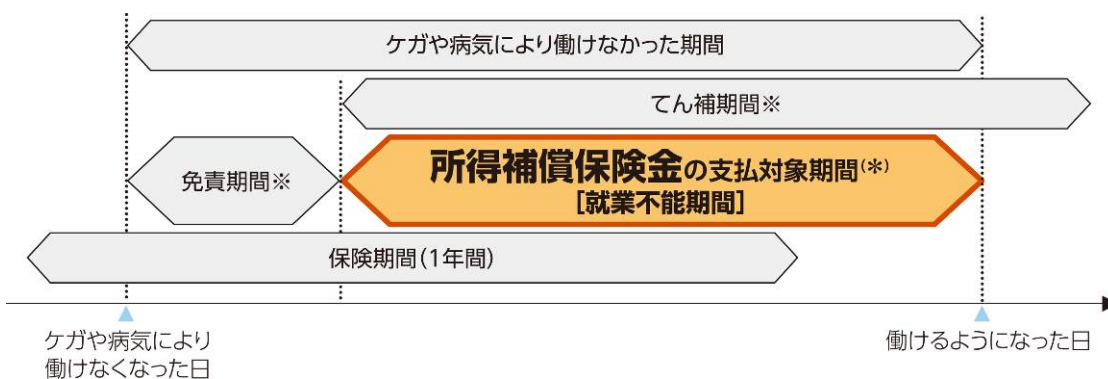 ケガや病気により働けなかった期間
てん補期間※
免責期間※
所得補償保険金の支払対象期間(*)
[就業不能期間]
保険期間(1年間)
ケガや病気により
働けなくなった日
働けるようになった日